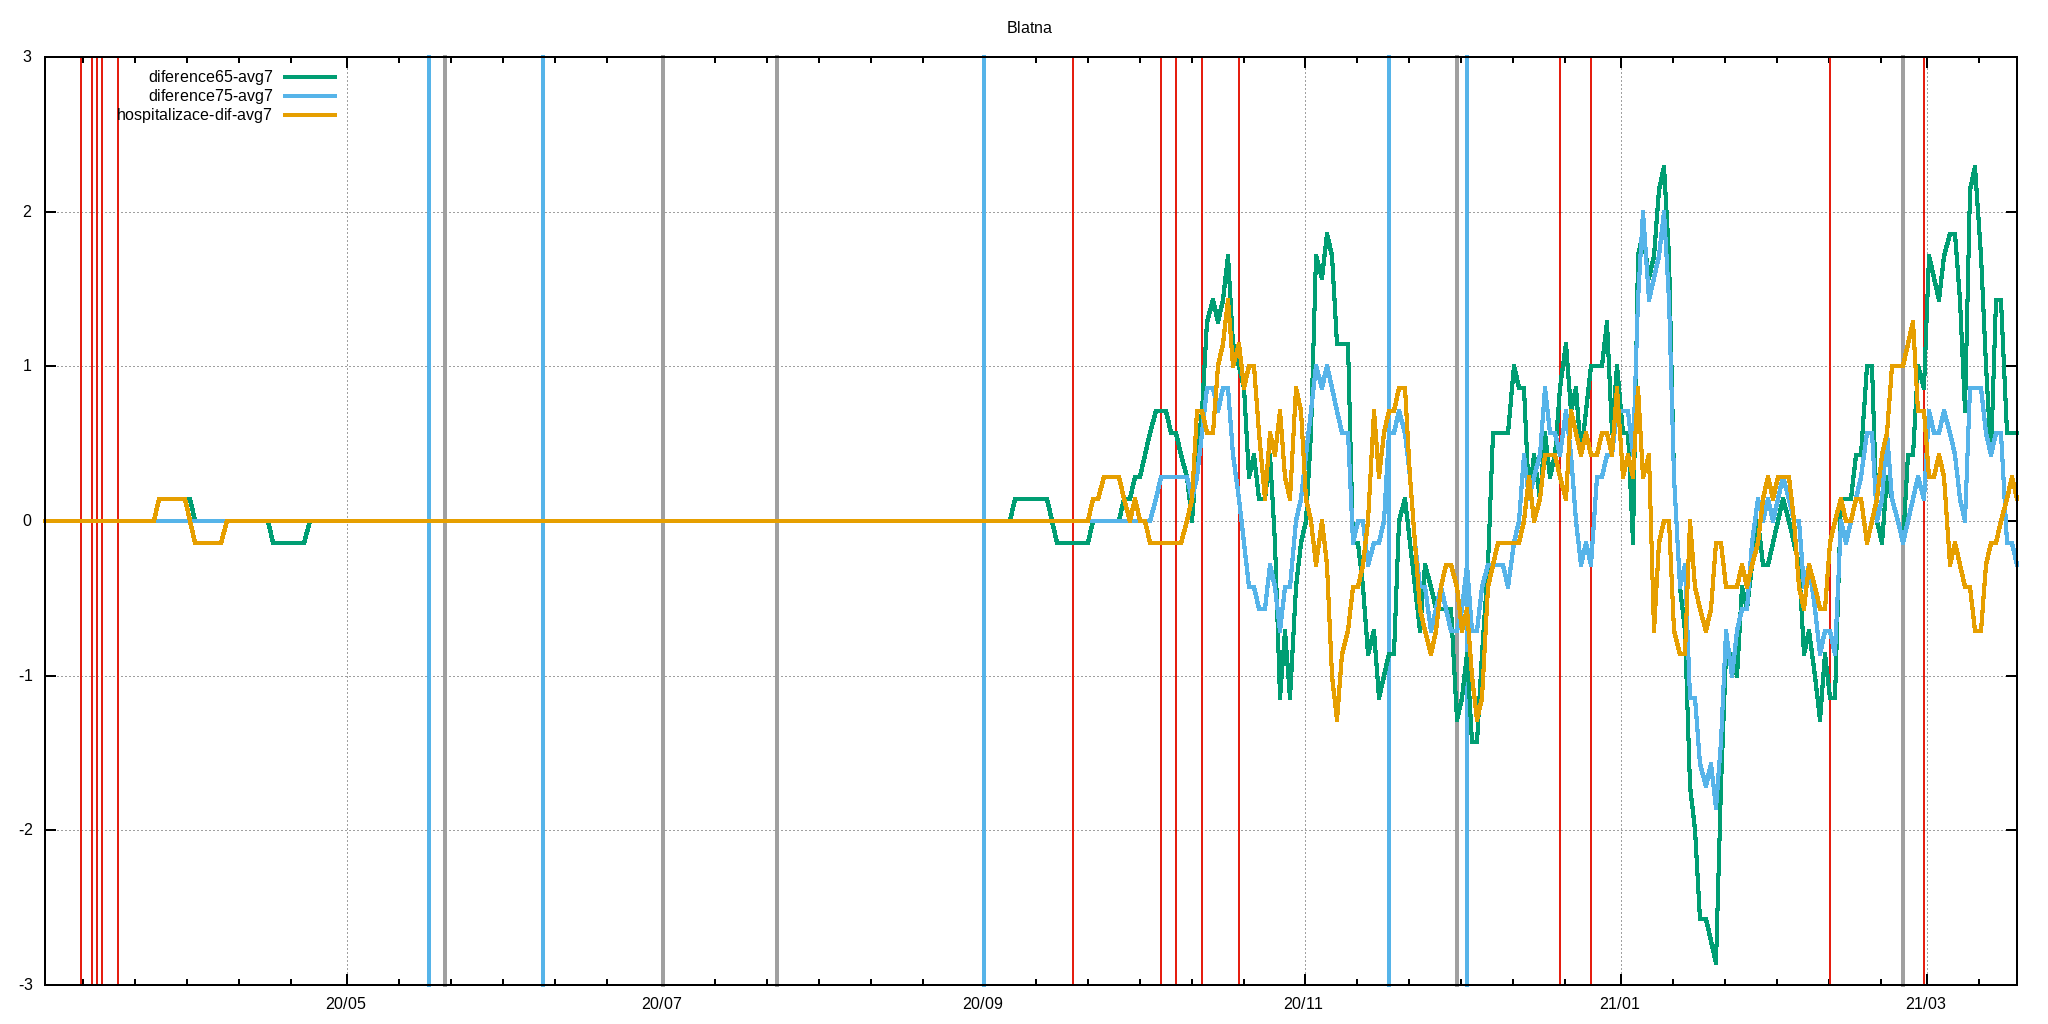 Blatna
3
diference65-avg7
diference75-avg7
hospitalizace-dif-avg7
2
1
0
-1
-2
-3
20/05 20/07 20/09 20/11 21/01 21/03